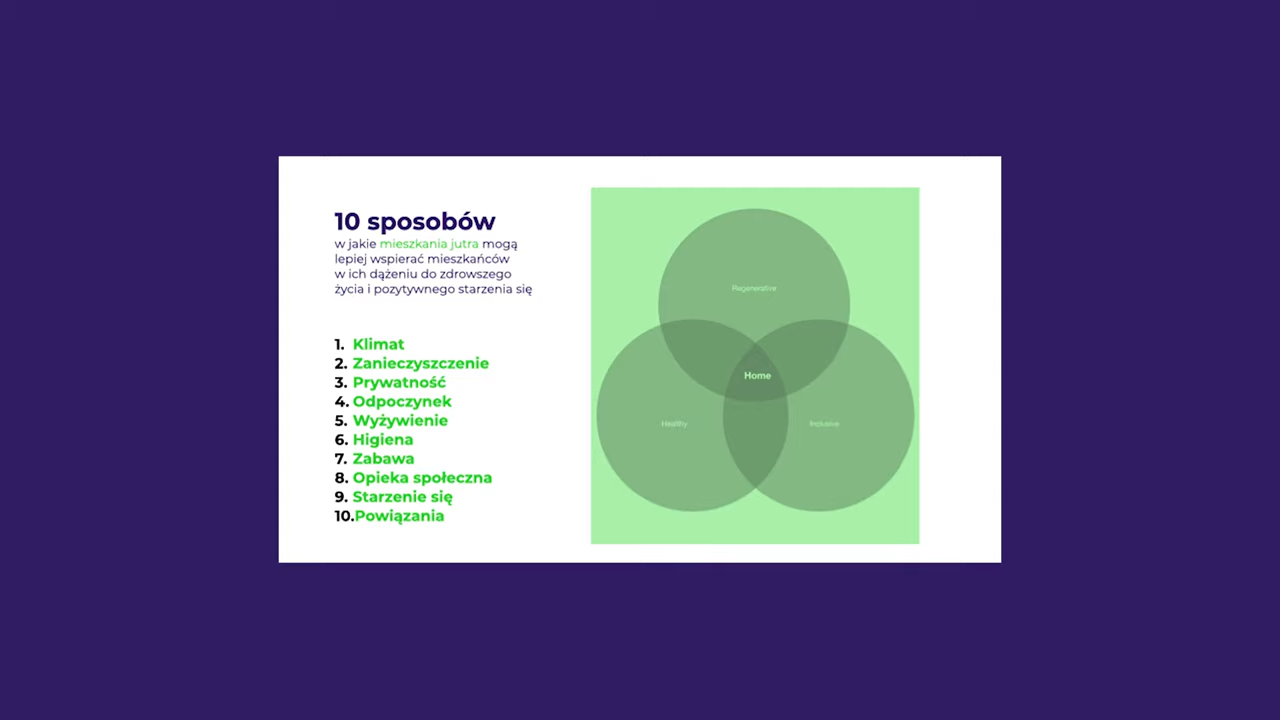 10 sposobów
w jakie mieszkania jutra mogą
lepiej wspierać mieszkańców
w ich dążeniu do zdrowszego
życia i pozytywnego starzenia się
1. Klimat
2. Zanieczyszczenie
3. Prywatność
4. Odpoczynek
5. Wyżywienie
6. Higiena
7. Zabawa
8. Opieka społeczna
9. Starzenie się
10.Powiązania
Regenerative
Home
Healthy
Inclusive